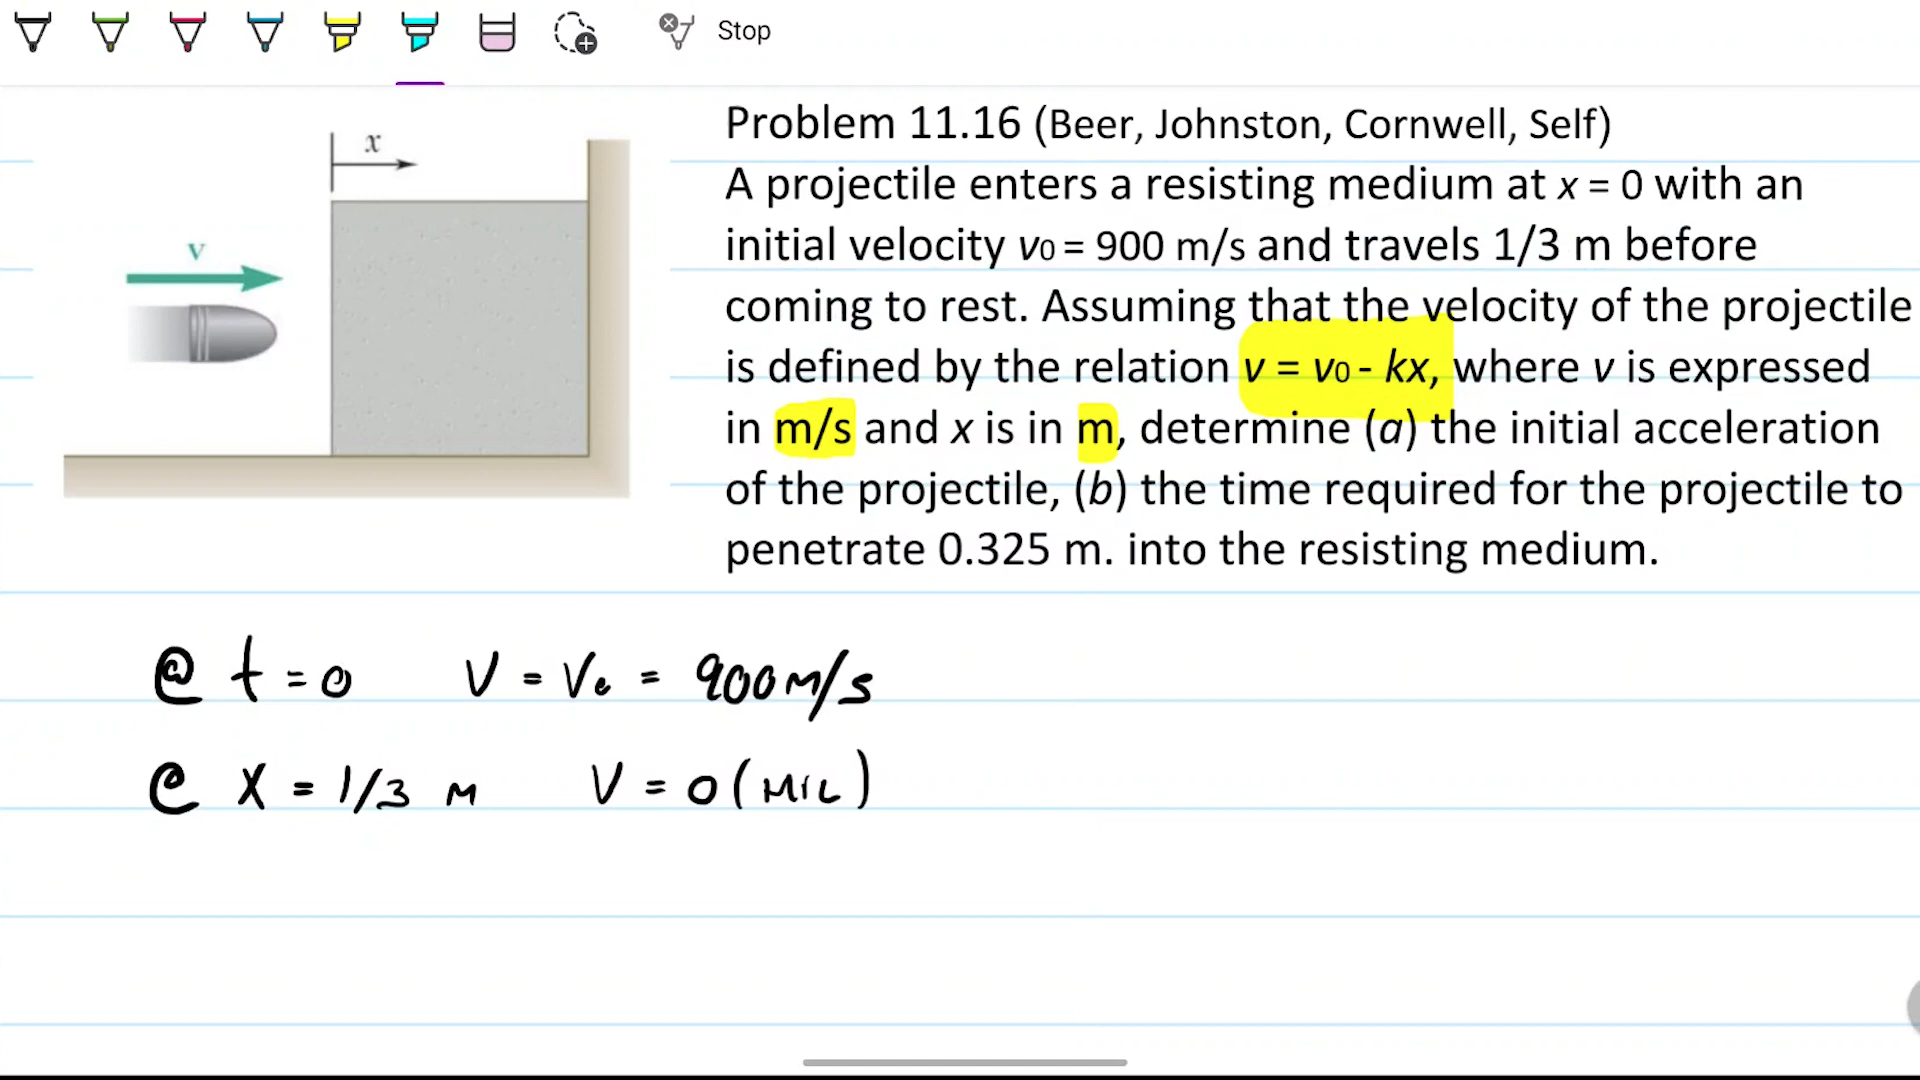 Stop
x
v
Problem 11.16 (Beer, Johnston, Cornwell, Self)
A projectile enters a resisting medium at x = 0 with an
initial velocity v0 = 900 m/s and travels 1/3 m before
coming to rest. Assuming that the velocity of the projectile
is defined by the relation v = v0 - kx, where v is expressed
in m/s and x is in m, determine (a) the initial acceleration
of the projectile, (b) the time required for the projectile to
penetrate 0.325 m. into the resisting medium.
@ t = 0 V = V₀ = 900 m/s
@ X = 1/3 M V = 0